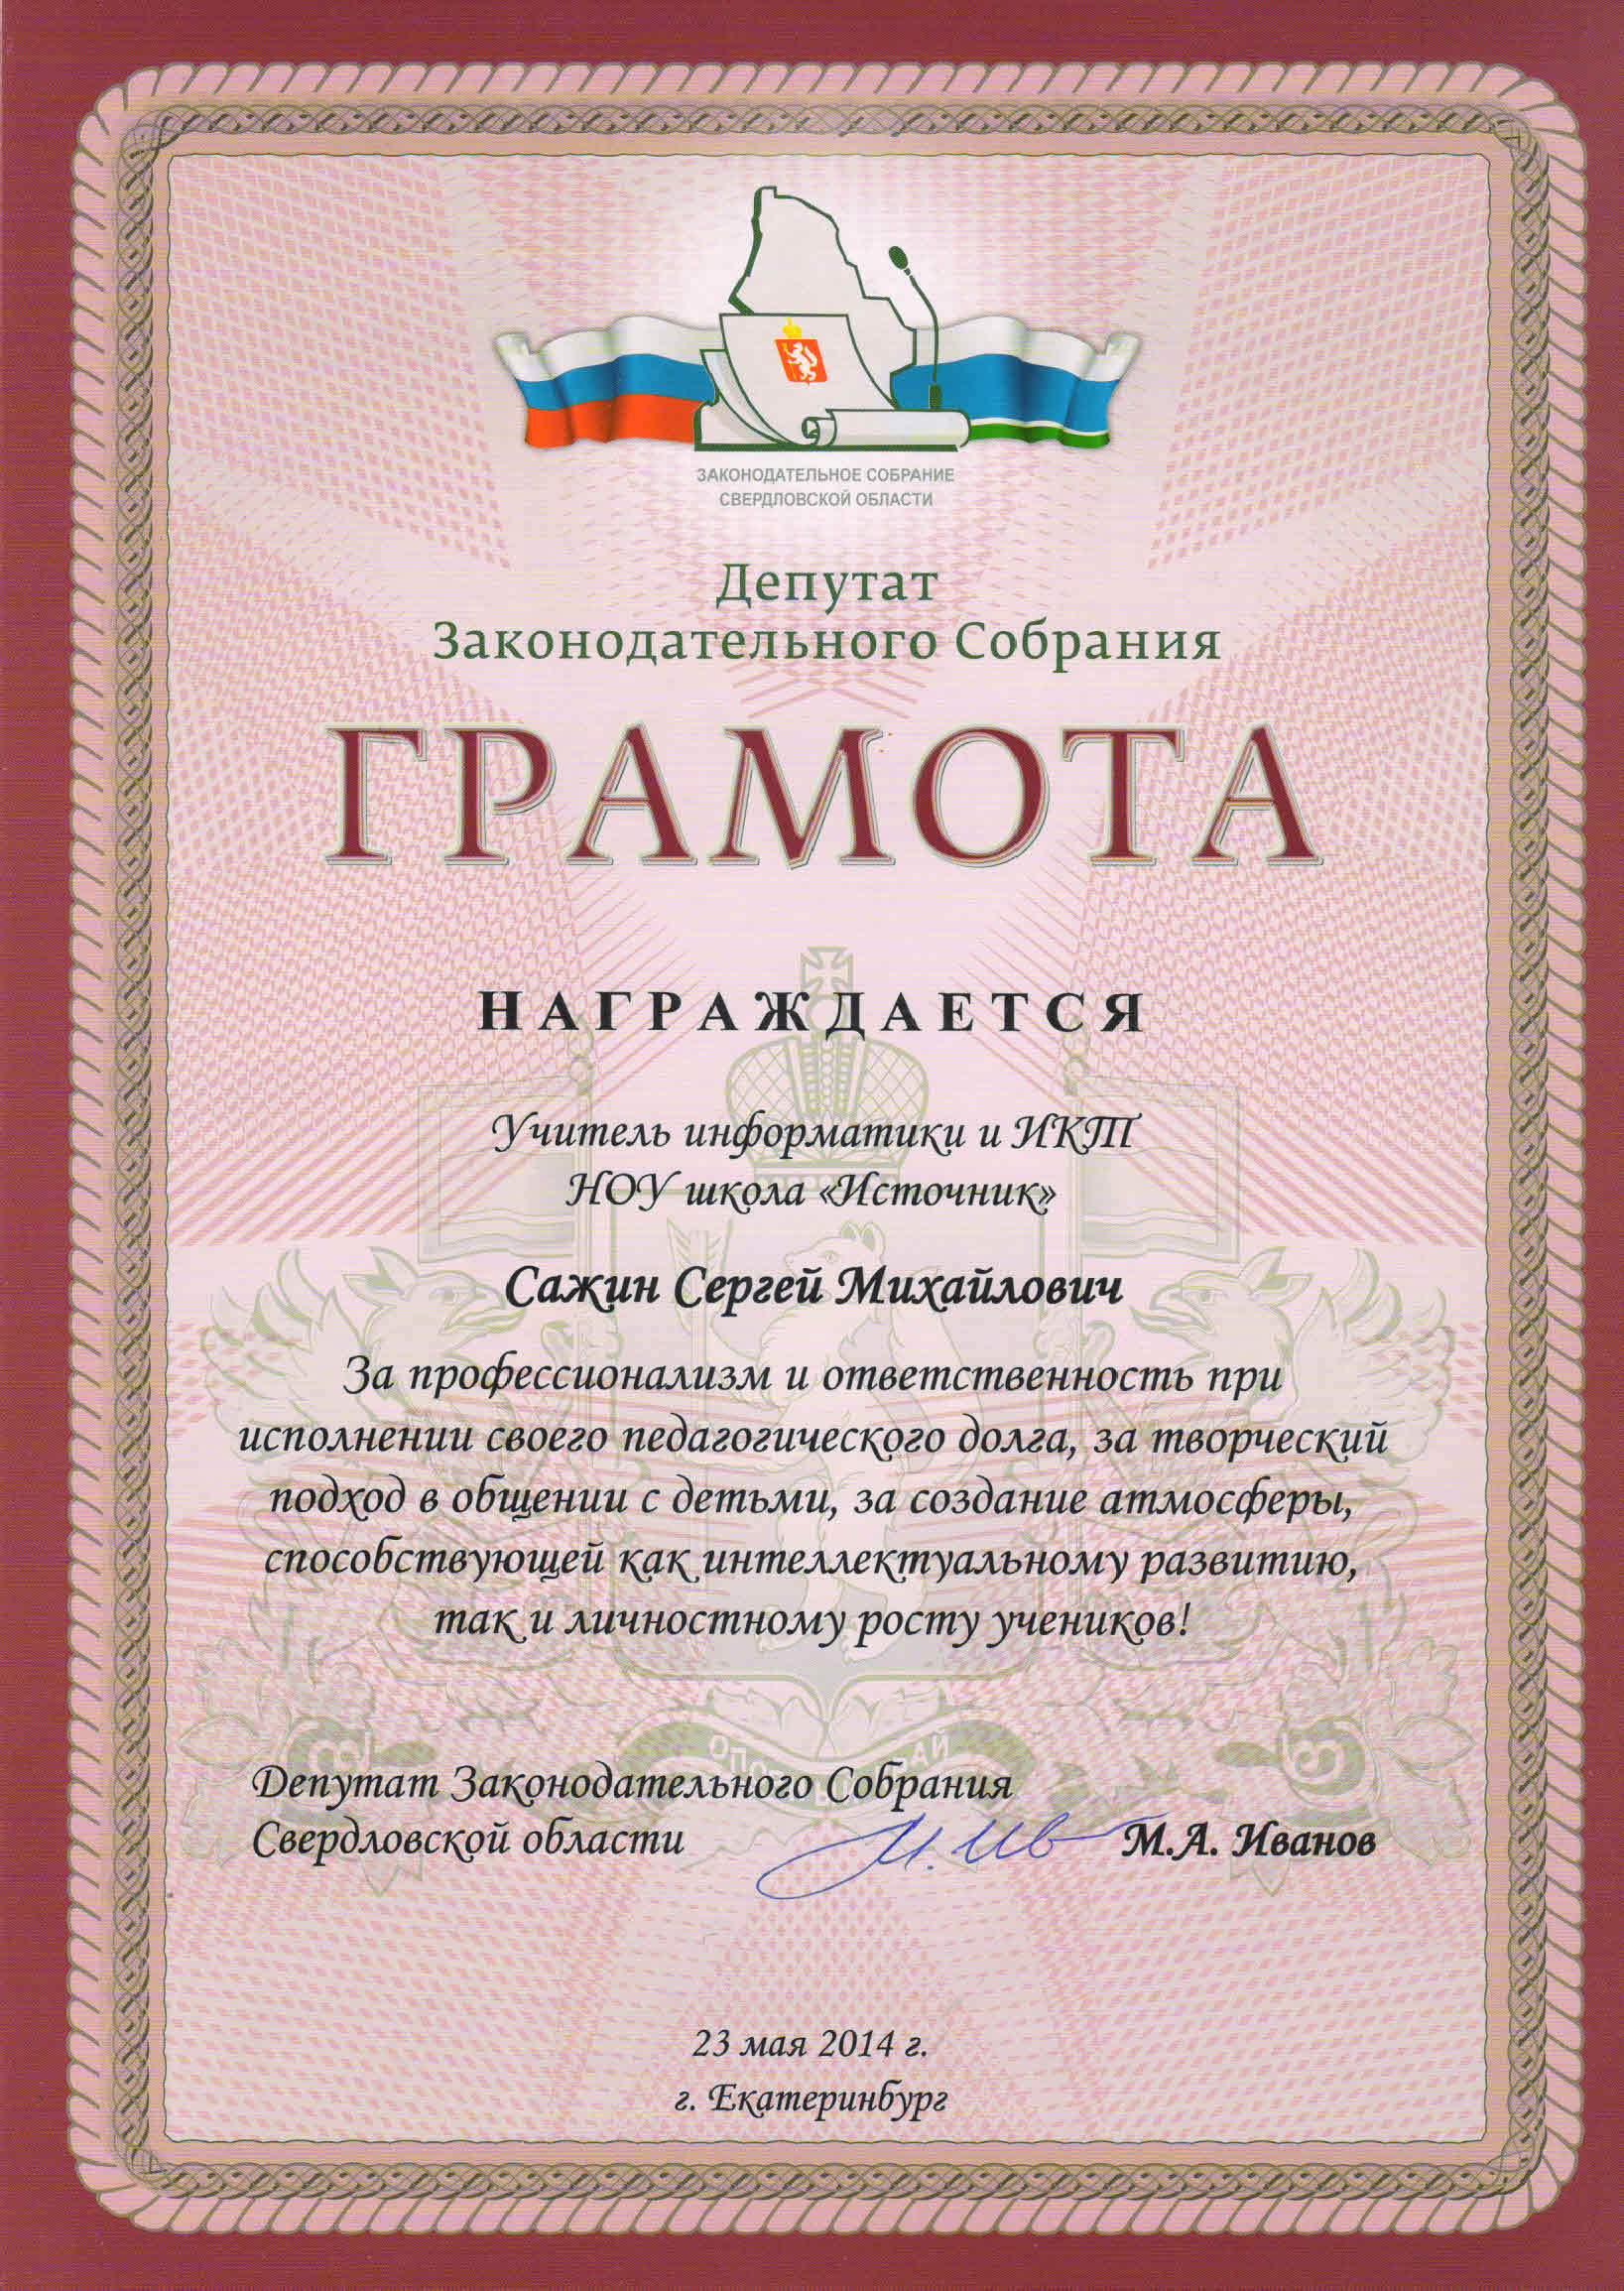 ЗАКОНОДАТЕЛЬНОЕ СОБРАНИЕ
СВЕРДЛОВСКОЙ ОБЛАСТИ
Депутат
Законодательного Собрания
ГРАМОТА
НАГРАЖДАЕТСЯ
Учитель информатики и ИКТ
НОУ школа «Источник»
Сажин Сергей Михайлович
За профессионализм и ответственность при
исполнении своего педагогического долга, за творческий
подход в общении с детьми, за создание атмосферы,
способствующей как интеллектуальному развитию,
так и личностному росту учеников!
Депутат Законодательного Собрания
Свердловской области М.А. Иванов
23 мая 2014 г.
г. Екатеринбург